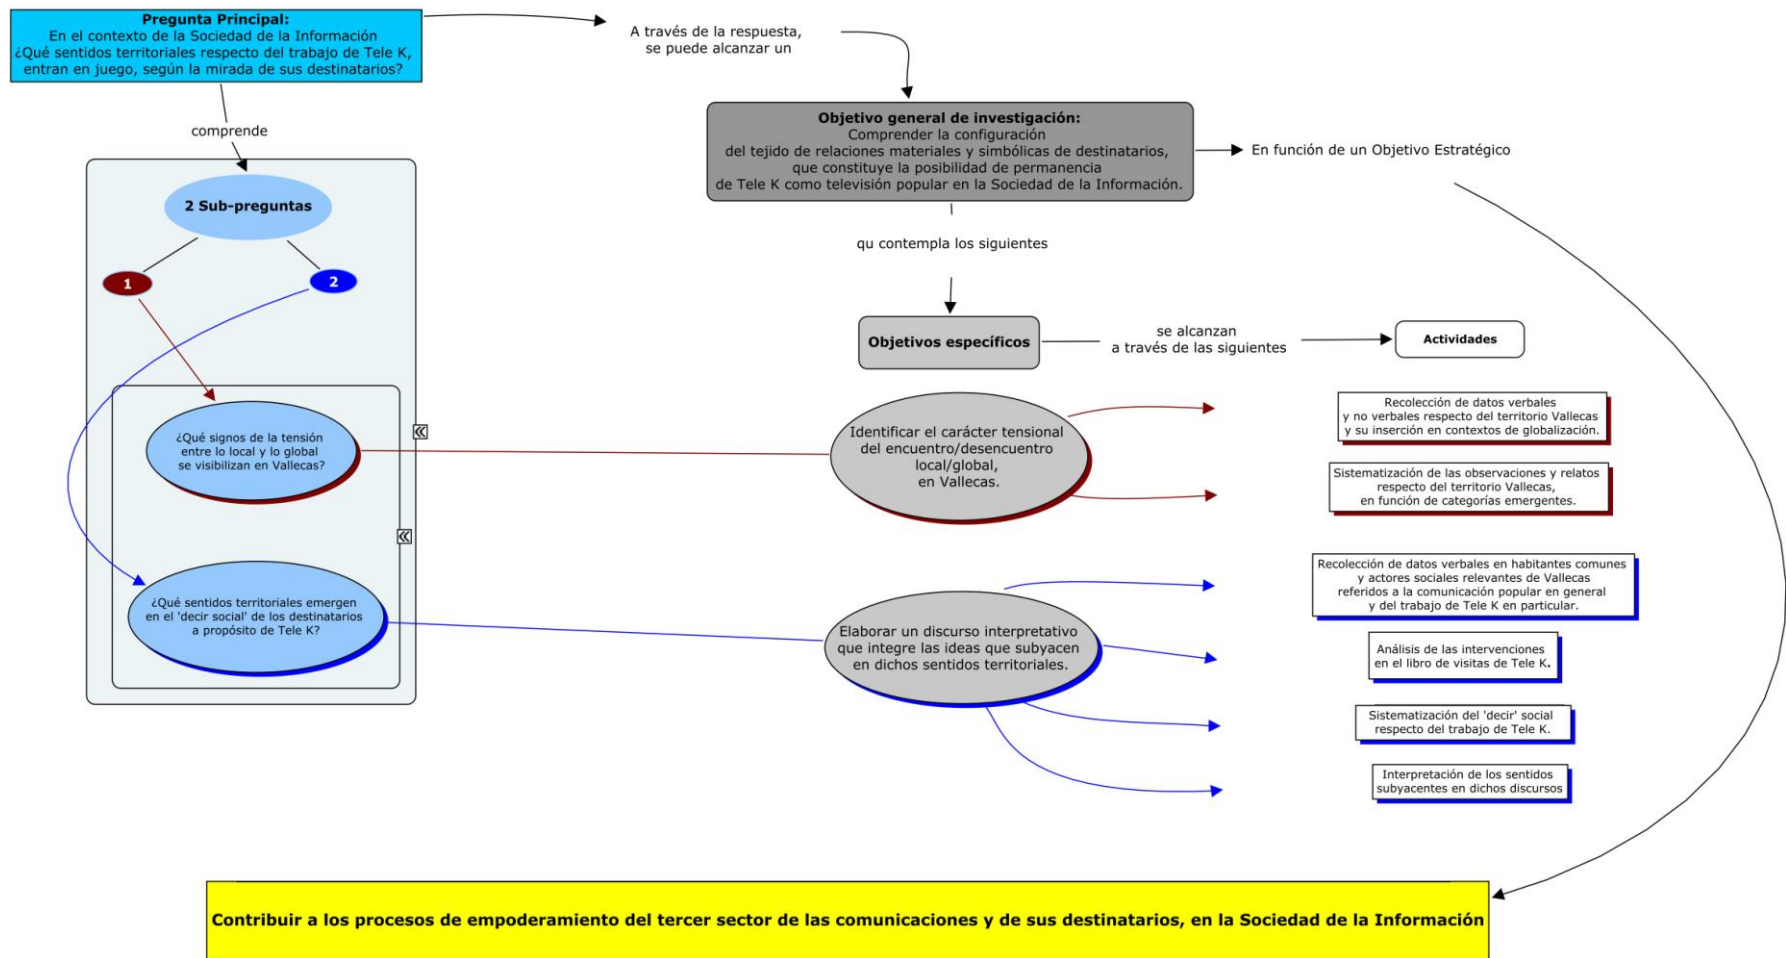 Pregunta Principal:
En el contexto de la Sociedad de la Información
¿Qué sentidos territoriales respecto del trabajo de Tele K,
entran en juego, según la mirada de sus destinatarios?
A través de la respuesta,
se puede alcanzar un
comprende
Objetivo general de investigación:
Comprender la configuración
del tejido de relaciones materiales y simbólicas de destinatarios,
que constituye la posibilidad de permanencia
de Tele K como televisión popular en la Sociedad de la Información.
En función de un Objetivo Estratégico
2 Sub-preguntas
1
2
qu contempla los siguientes
Objetivos específicos
se alcanzan
a través de las siguientes
Actividades
¿Qué signos de la tensión
entre lo local y lo global
se visibilizan en Vallecas?
Identificar el carácter tensional
del encuentro/desencuentro
local/global,
en Vallecas.
Recolección de datos verbales
y no verbales respecto del territorio Vallecas
y su inserción en contextos de globalización.
Sistematización de las observaciones y relatos
respecto del territorio Vallecas,
en función de categorías emergentes.
¿Qué sentidos territoriales emergen
en el 'decir social' de los destinatarios
a propósito de Tele K?
Elaborar un discurso interpretativo
que integre las ideas que subyacen
en dichos sentidos territoriales.
Recolección de datos verbales en habitantes comunes
y actores sociales relevantes de Vallecas
referidos a la comunicación popular en general
y del trabajo de Tele K en particular.
Análisis de las intervenciones
en el libro de visitas de Tele K.
Sistematización del 'decir' social
respecto del trabajo de Tele K.
Interpretación de los sentidos
subyacentes en dichos discursos
Contribuir a los procesos de empoderamiento del tercer sector de las comunicaciones y de sus destinatarios, en la Sociedad de la Información